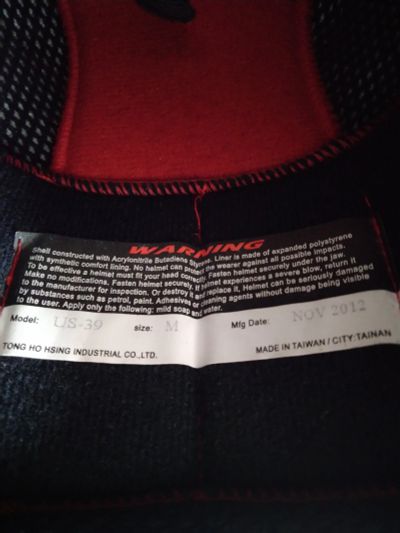 WARNING
Shell constructed with Acrylonitrile Butadiene Styrene. Liner is made of expanded polystyrene
with synthetic comfort lining. No helmet can protect the wearer against all possible impacts.
To be effective a helmet must fit your head correctly. Fasten helmet securely under the jaw.
Make no modifications. Fasten helmet securely. If helmet experiences a severe blow, return it
to the manufacturer for inspection. Or destroy it and replace it, Helmet can be seriously damaged
by substances such as petrol, paint. Adhesives or cleaning agents without damage being visible
to the user. Apply only the following: mild soap and water.
Model: US-39 size: M Mfg Date: NOV 2012
TONG HO HSING INDUSTRIAL CO.,LTD. MADE IN TAIWAN / CITY:TAINAN